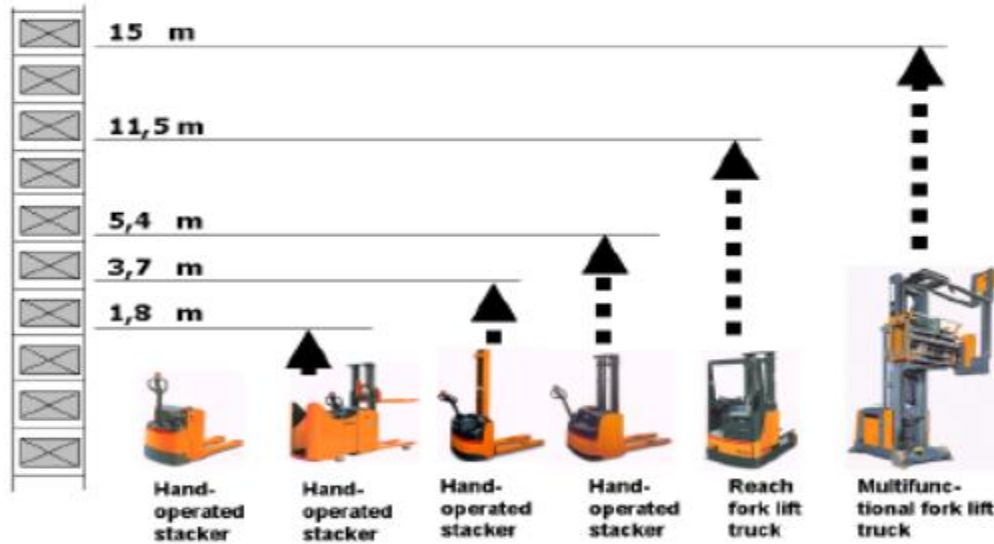 15 m
11,5 m
5,4 m
3,7 m
1,8 m
Hand-
operated
stacker
Hand-
operated
stacker
Hand-
operated
stacker
Hand-
operated
stacker
Reach
fork lift
truck
Multifunc-
tional fork lift
truck